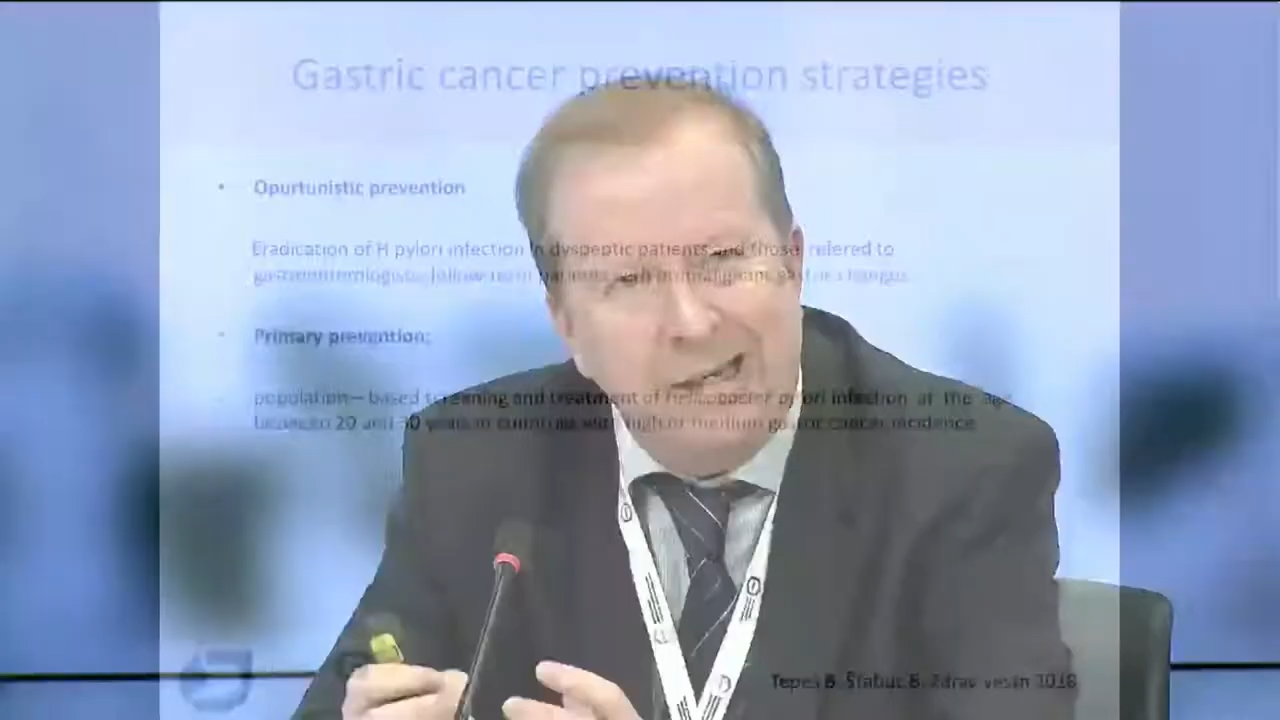 Gastric cancer prevention strategies
• Opurtunistic prevention
Eradication of H pylori infection in dyspeptic patients and those refered to
gastroenterologists, follow
• Primary prevention:
population – based screening and treatment of Helicobacter pylori infection at the age
between 20 and 30 years in countries with high or medium gastric cancer incidence
Tepeš B, Štabuc B. Zdrav vestn